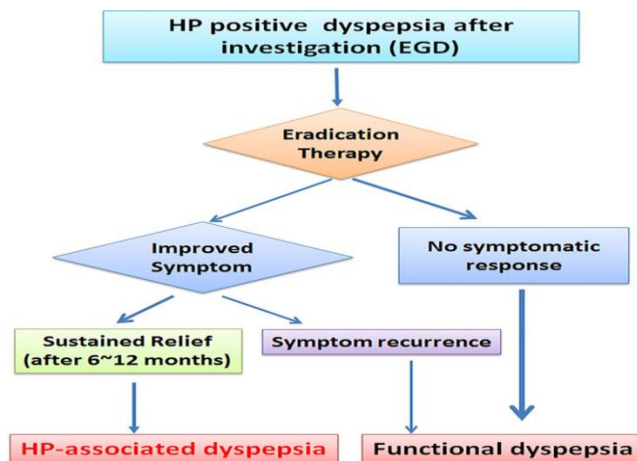 HP positive dyspepsia after
investigation (EGD)
Eradication
Therapy
Improved
Symptom
No symptomatic
response
Sustained Relief
(after 6~12 months)
Symptom recurrence
HP-associated dyspepsia
Functional dyspepsia